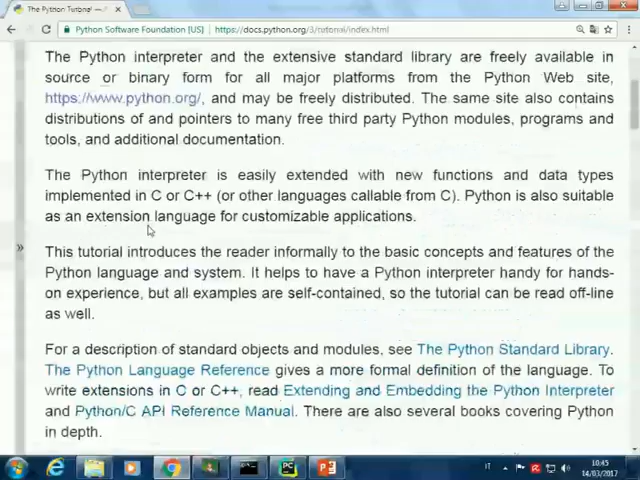 The Python Tutorial
Python Software Foundation [US]
https://docs.python.org/3/tutorial/index.html
The Python interpreter and the extensive standard library are freely available in
source or binary form for all major platforms from the Python Web site,
https://www.python.org/, and may be freely distributed. The same site also contains
distributions of and pointers to many free third party Python modules, programs and
tools, and additional documentation.
The Python interpreter is easily extended with new functions and data types
implemented in C or C++ (or other languages callable from C). Python is also suitable
as an extension language for customizable applications.
This tutorial introduces the reader informally to the basic concepts and features of the
Python language and system. It helps to have a Python interpreter handy for hands-
on experience, but all examples are self-contained, so the tutorial can be read off-line
as well.
For a description of standard objects and modules, see The Python Standard Library.
The Python Language Reference gives a more formal definition of the language. To
write extensions in C or C++, read Extending and Embedding the Python Interpreter
and Python/C API Reference Manual. There are also several books covering Python
in depth.
IT
10:45
14/03/2017